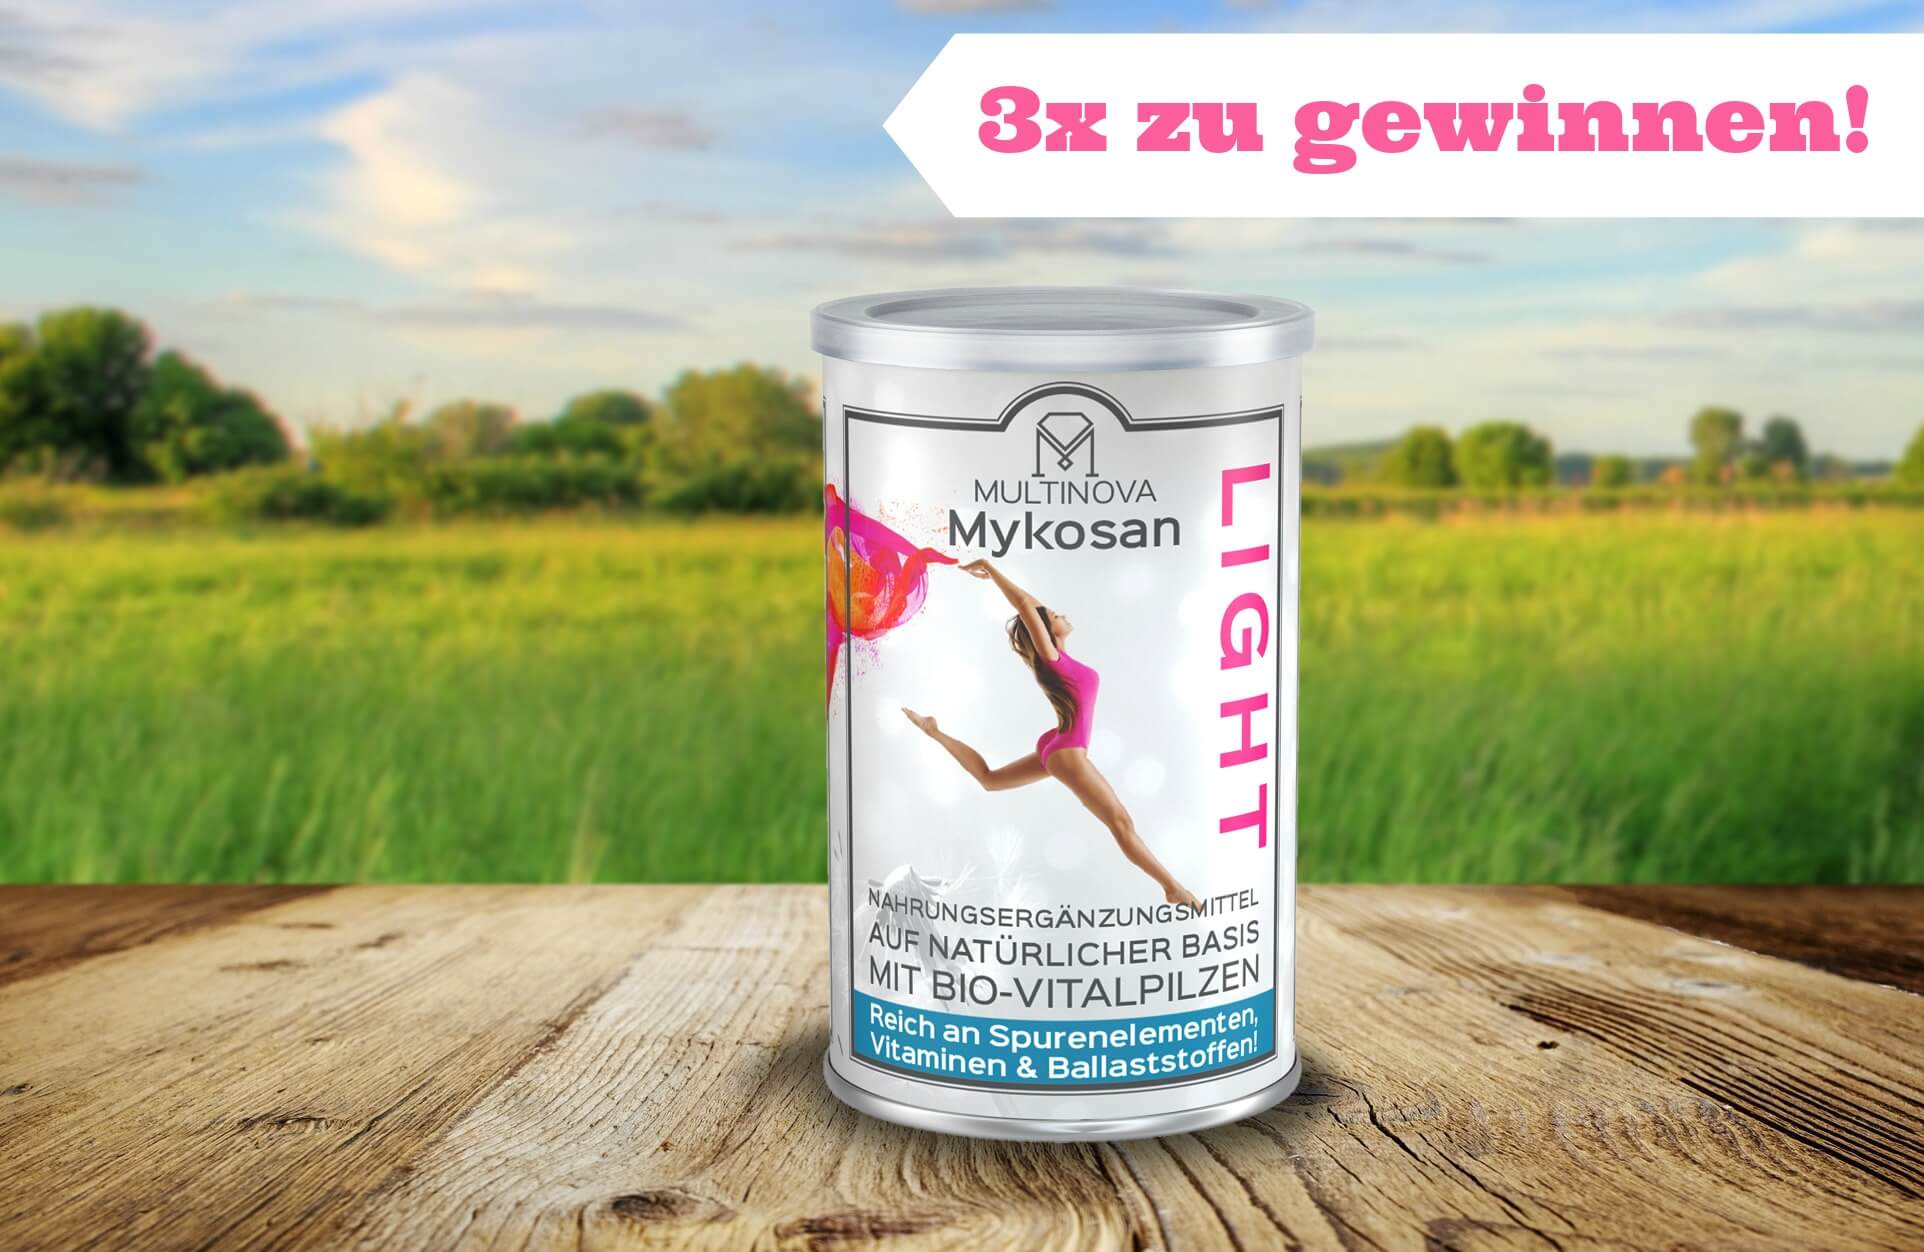 3x zu gewinnen!
MULTINOVA
Mykosan
LIGHT
NAHRUNGSERGÄNZUNGSMITTEL
AUF NATÜRLICHER BASIS
MIT BIO-VITALPILZEN
Reich an Spurenelementen,
Vitaminen & Ballaststoffen!